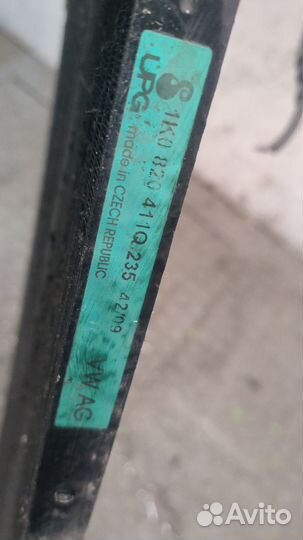 1K0 820 411Q 235 42/09
UPG made in CZECH REPUBLIC
VW AG
Avito